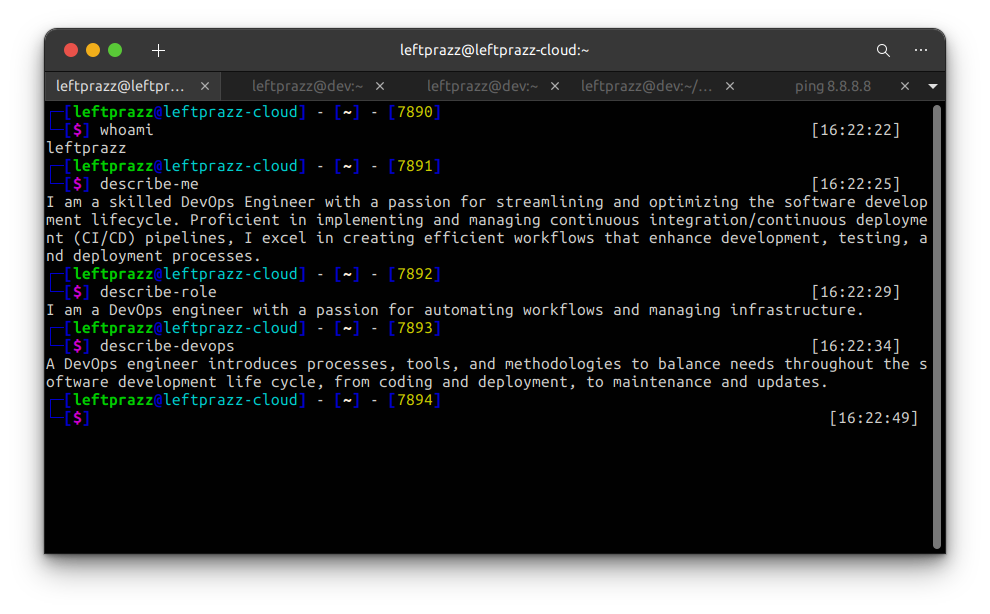 leftprazz@leftprazz-cloud:~
leftprazz@leftpr... × leftprazz@dev:~ × leftprazz@dev:~ × leftprazz@dev:~/... × ping 8.8.8.8 ×
[leftprazz@leftprazz-cloud] - [~] - [7890]
[$] whoami [16:22:22]
leftprazz
[leftprazz@leftprazz-cloud] - [~] - [7891]
[$] describe-me [16:22:25]
I am a skilled DevOps Engineer with a passion for streamlining and optimizing the software develop
ment lifecycle. Proficient in implementing and managing continuous integration/continuous deployme
nt (CI/CD) pipelines, I excel in creating efficient workflows that enhance development, testing, a
nd deployment processes.
[leftprazz@leftprazz-cloud] - [~] - [7892]
[$] describe-role [16:22:29]
I am a DevOps engineer with a passion for automating workflows and managing infrastructure.
[leftprazz@leftprazz-cloud] - [~] - [7893]
[$] describe-devops [16:22:34]
A DevOps engineer introduces processes, tools, and methodologies to balance needs throughout the s
oftware development life cycle, from coding and deployment, to maintenance and updates.
[leftprazz@leftprazz-cloud] - [~] - [7894]
[$] [16:22:49]